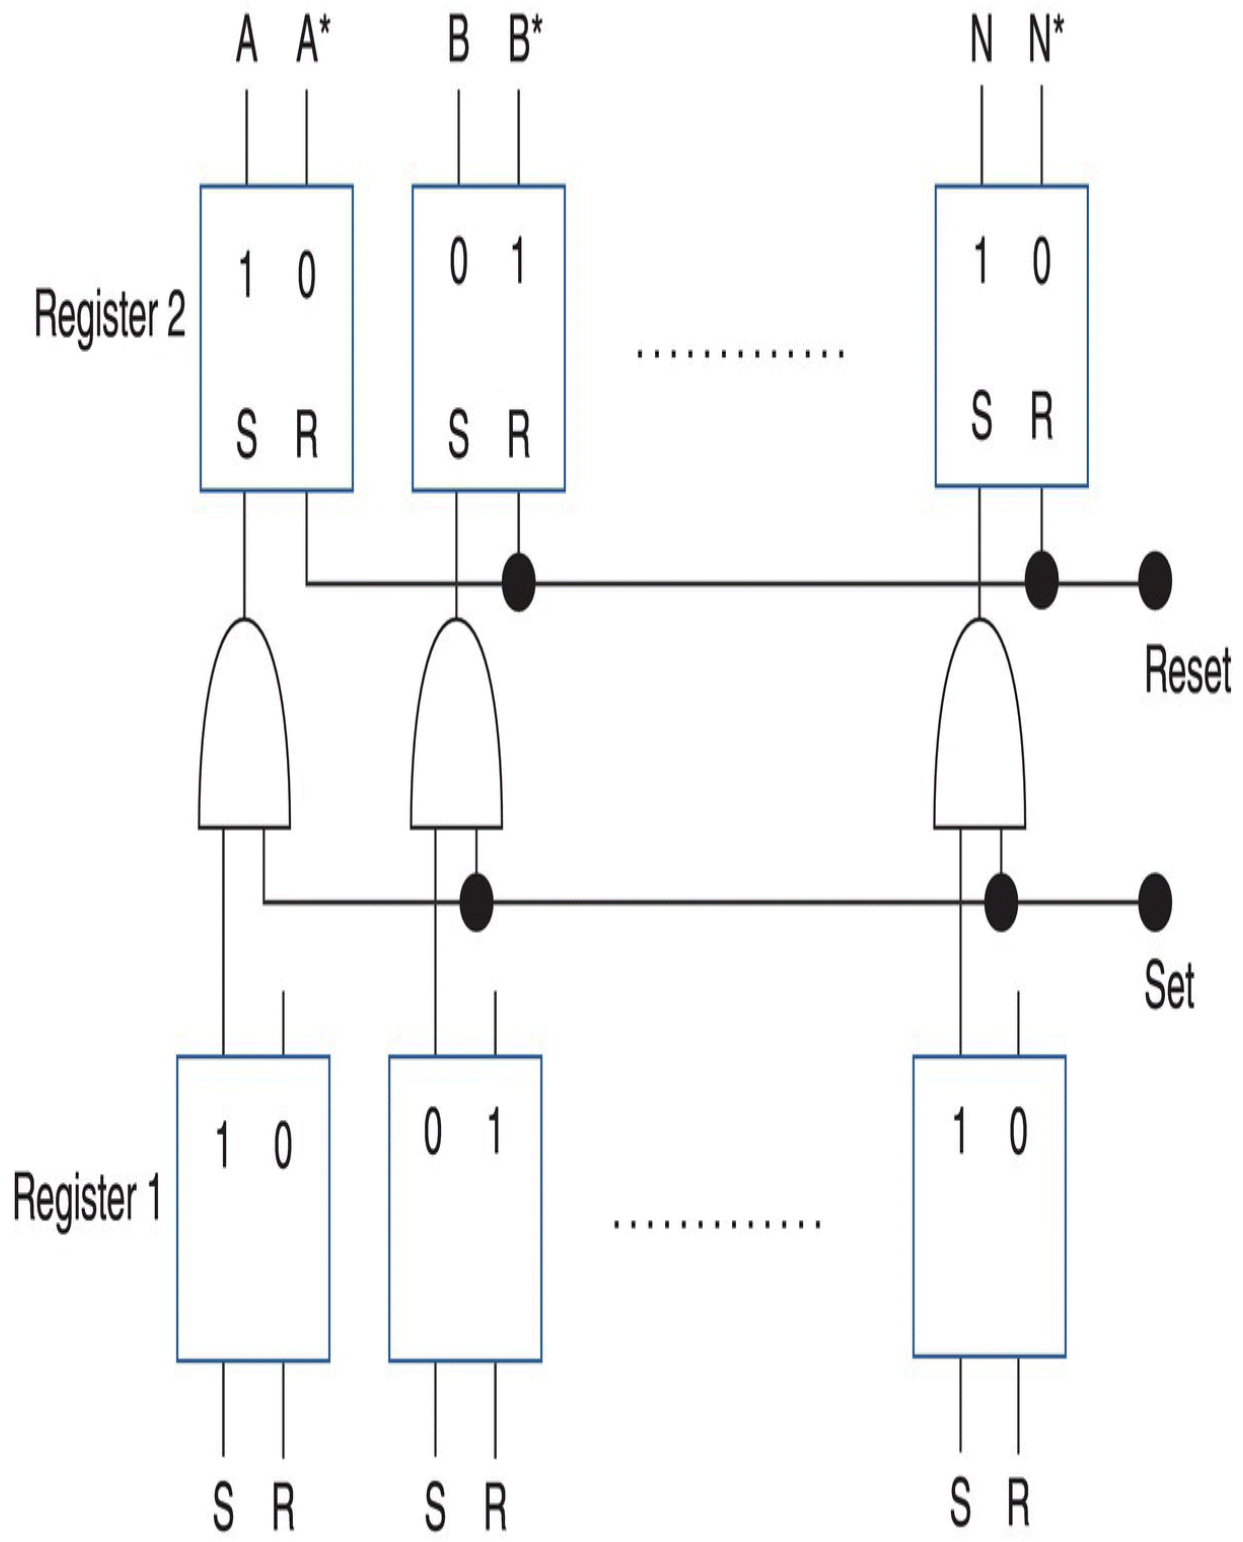 A A* B B* N N*
1 0 0 1 1 0
Register 2
.............
S R S R S R
Reset
Set
1 0 0 1 1 0
Register 1
.............
S R S R S R